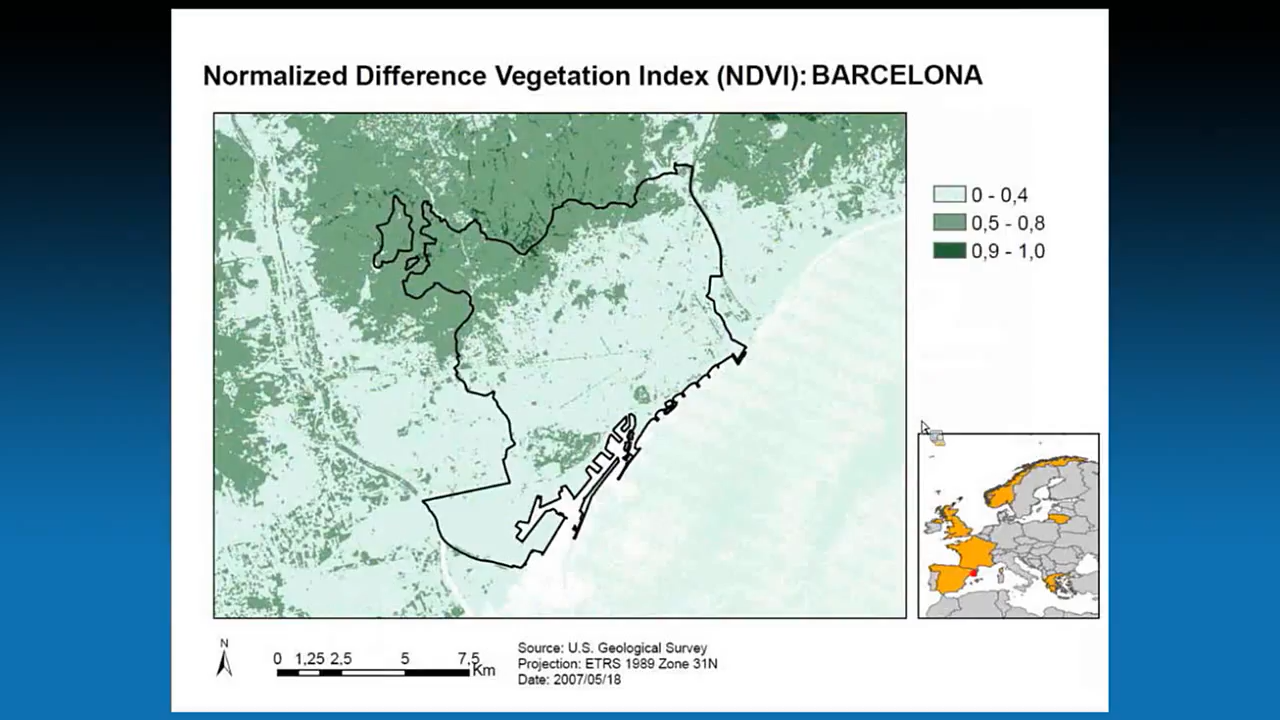 Normalized Difference Vegetation Index (NDVI): BARCELONA
0 - 0,4
0,5 - 0,8
0,9 - 1,0
N
0 1,25 2,5 5 7,5
Km
Source: U.S. Geological Survey
Projection: ETRS 1989 Zone 31N
Date: 2007/05/18